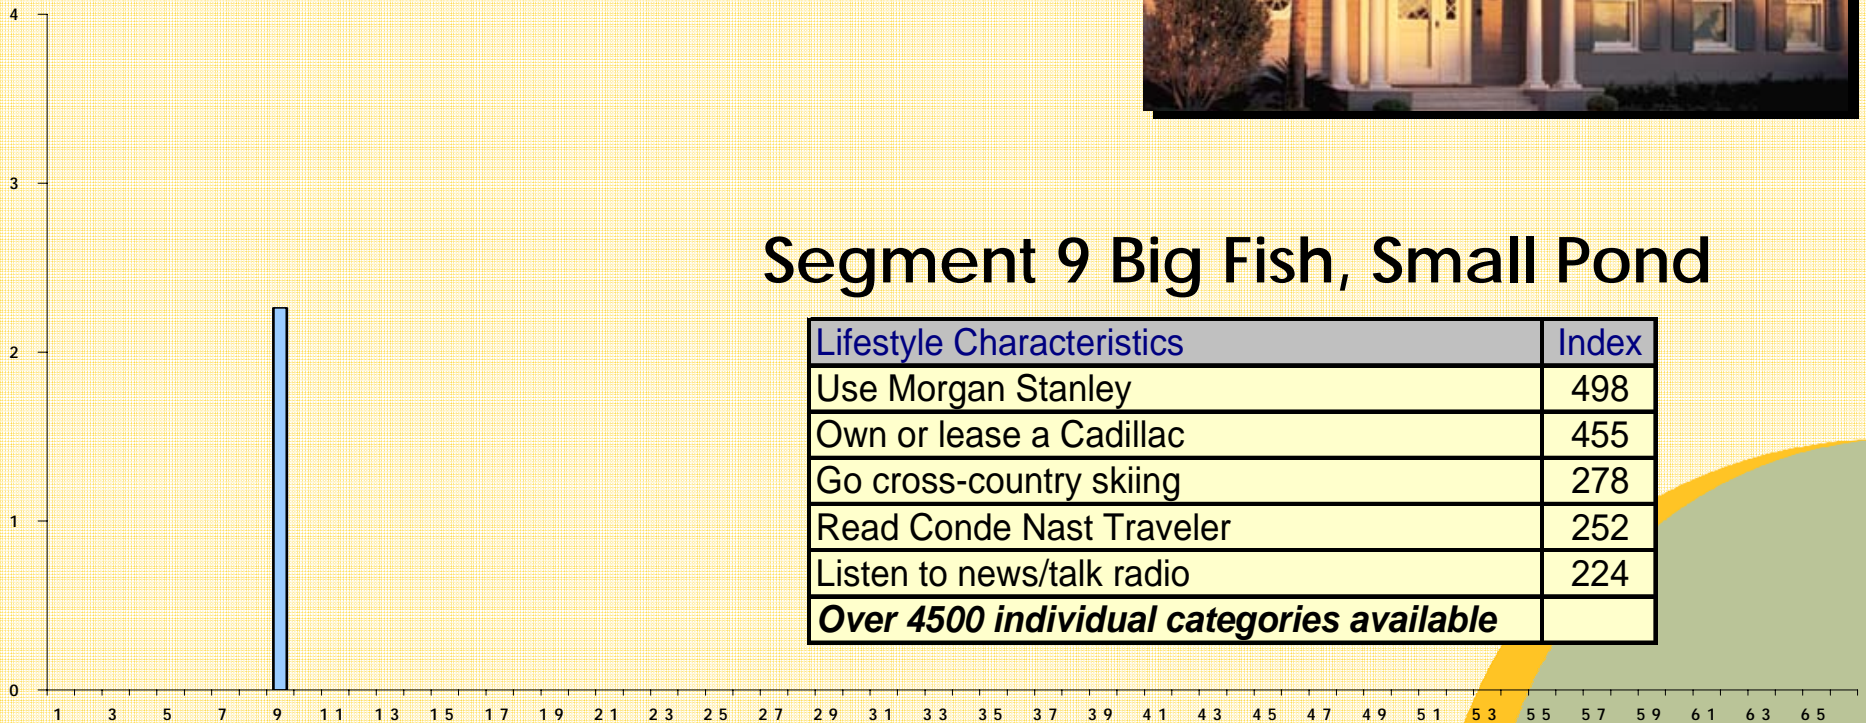 4
3
Segment 9 Big Fish, Small Pond
Lifestyle Characteristics Index
2
Use Morgan Stanley 498
Own or lease a Cadillac 455
Go cross-country skiing 278
1
Read Conde Nast Traveler 252
Listen to news/talk radio 224
Over 4500 individual categories available
0
1 3 5 7 9 11 13 15 17 19 21 23 25 27 29 31 33 35 37 39 41 43 45 47 49 51 53 55 57 59 61 63 65